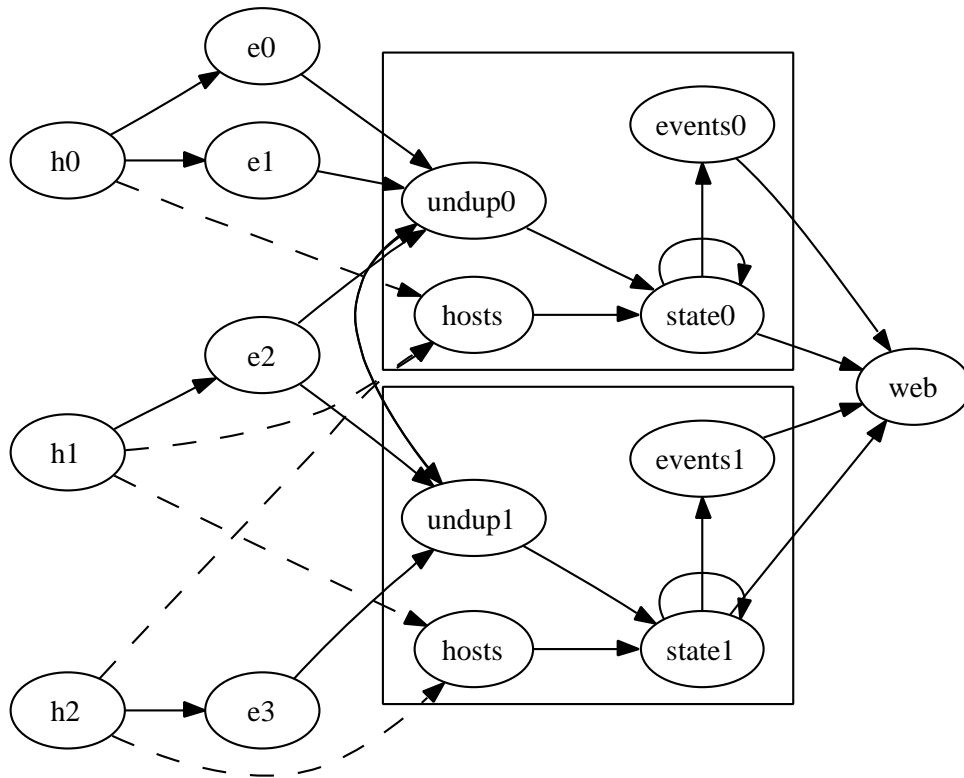 e0
h0
e1
undup0
events0
hosts
state0
h1
e2
web
undup1
events1
hosts
state1
h2
e3